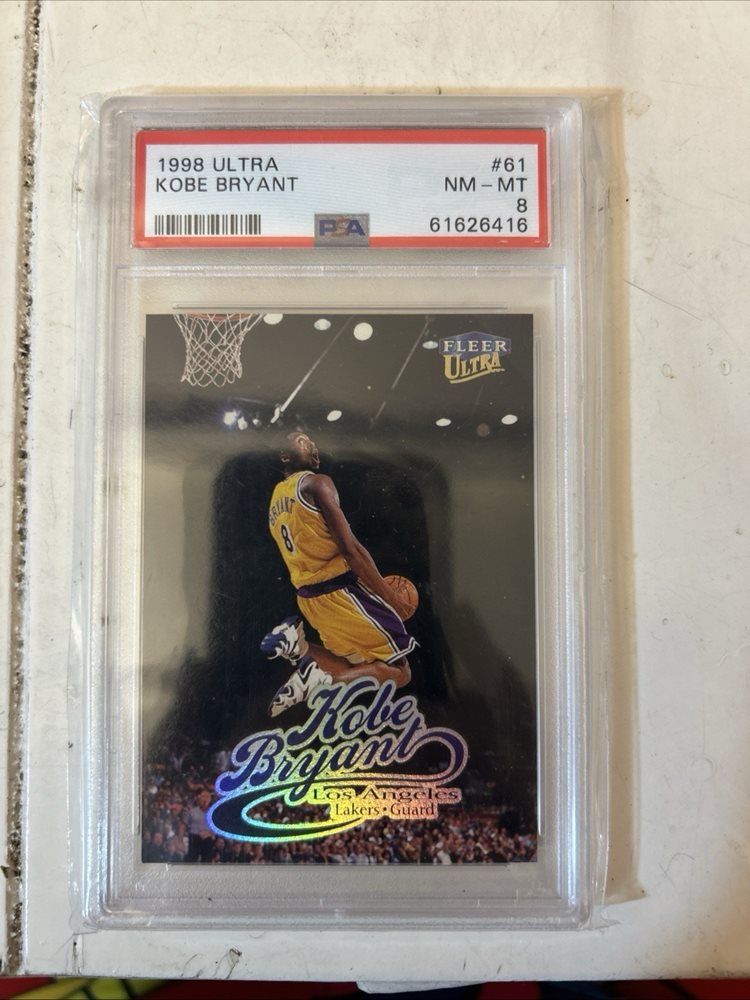 1998 ULTRA #61
KOBE BRYANT NM - MT
8
PSA 61626416
FLEER
ULTRA
BRYANT
8
Kobe
Bryant
Los Angeles
Lakers • Guard